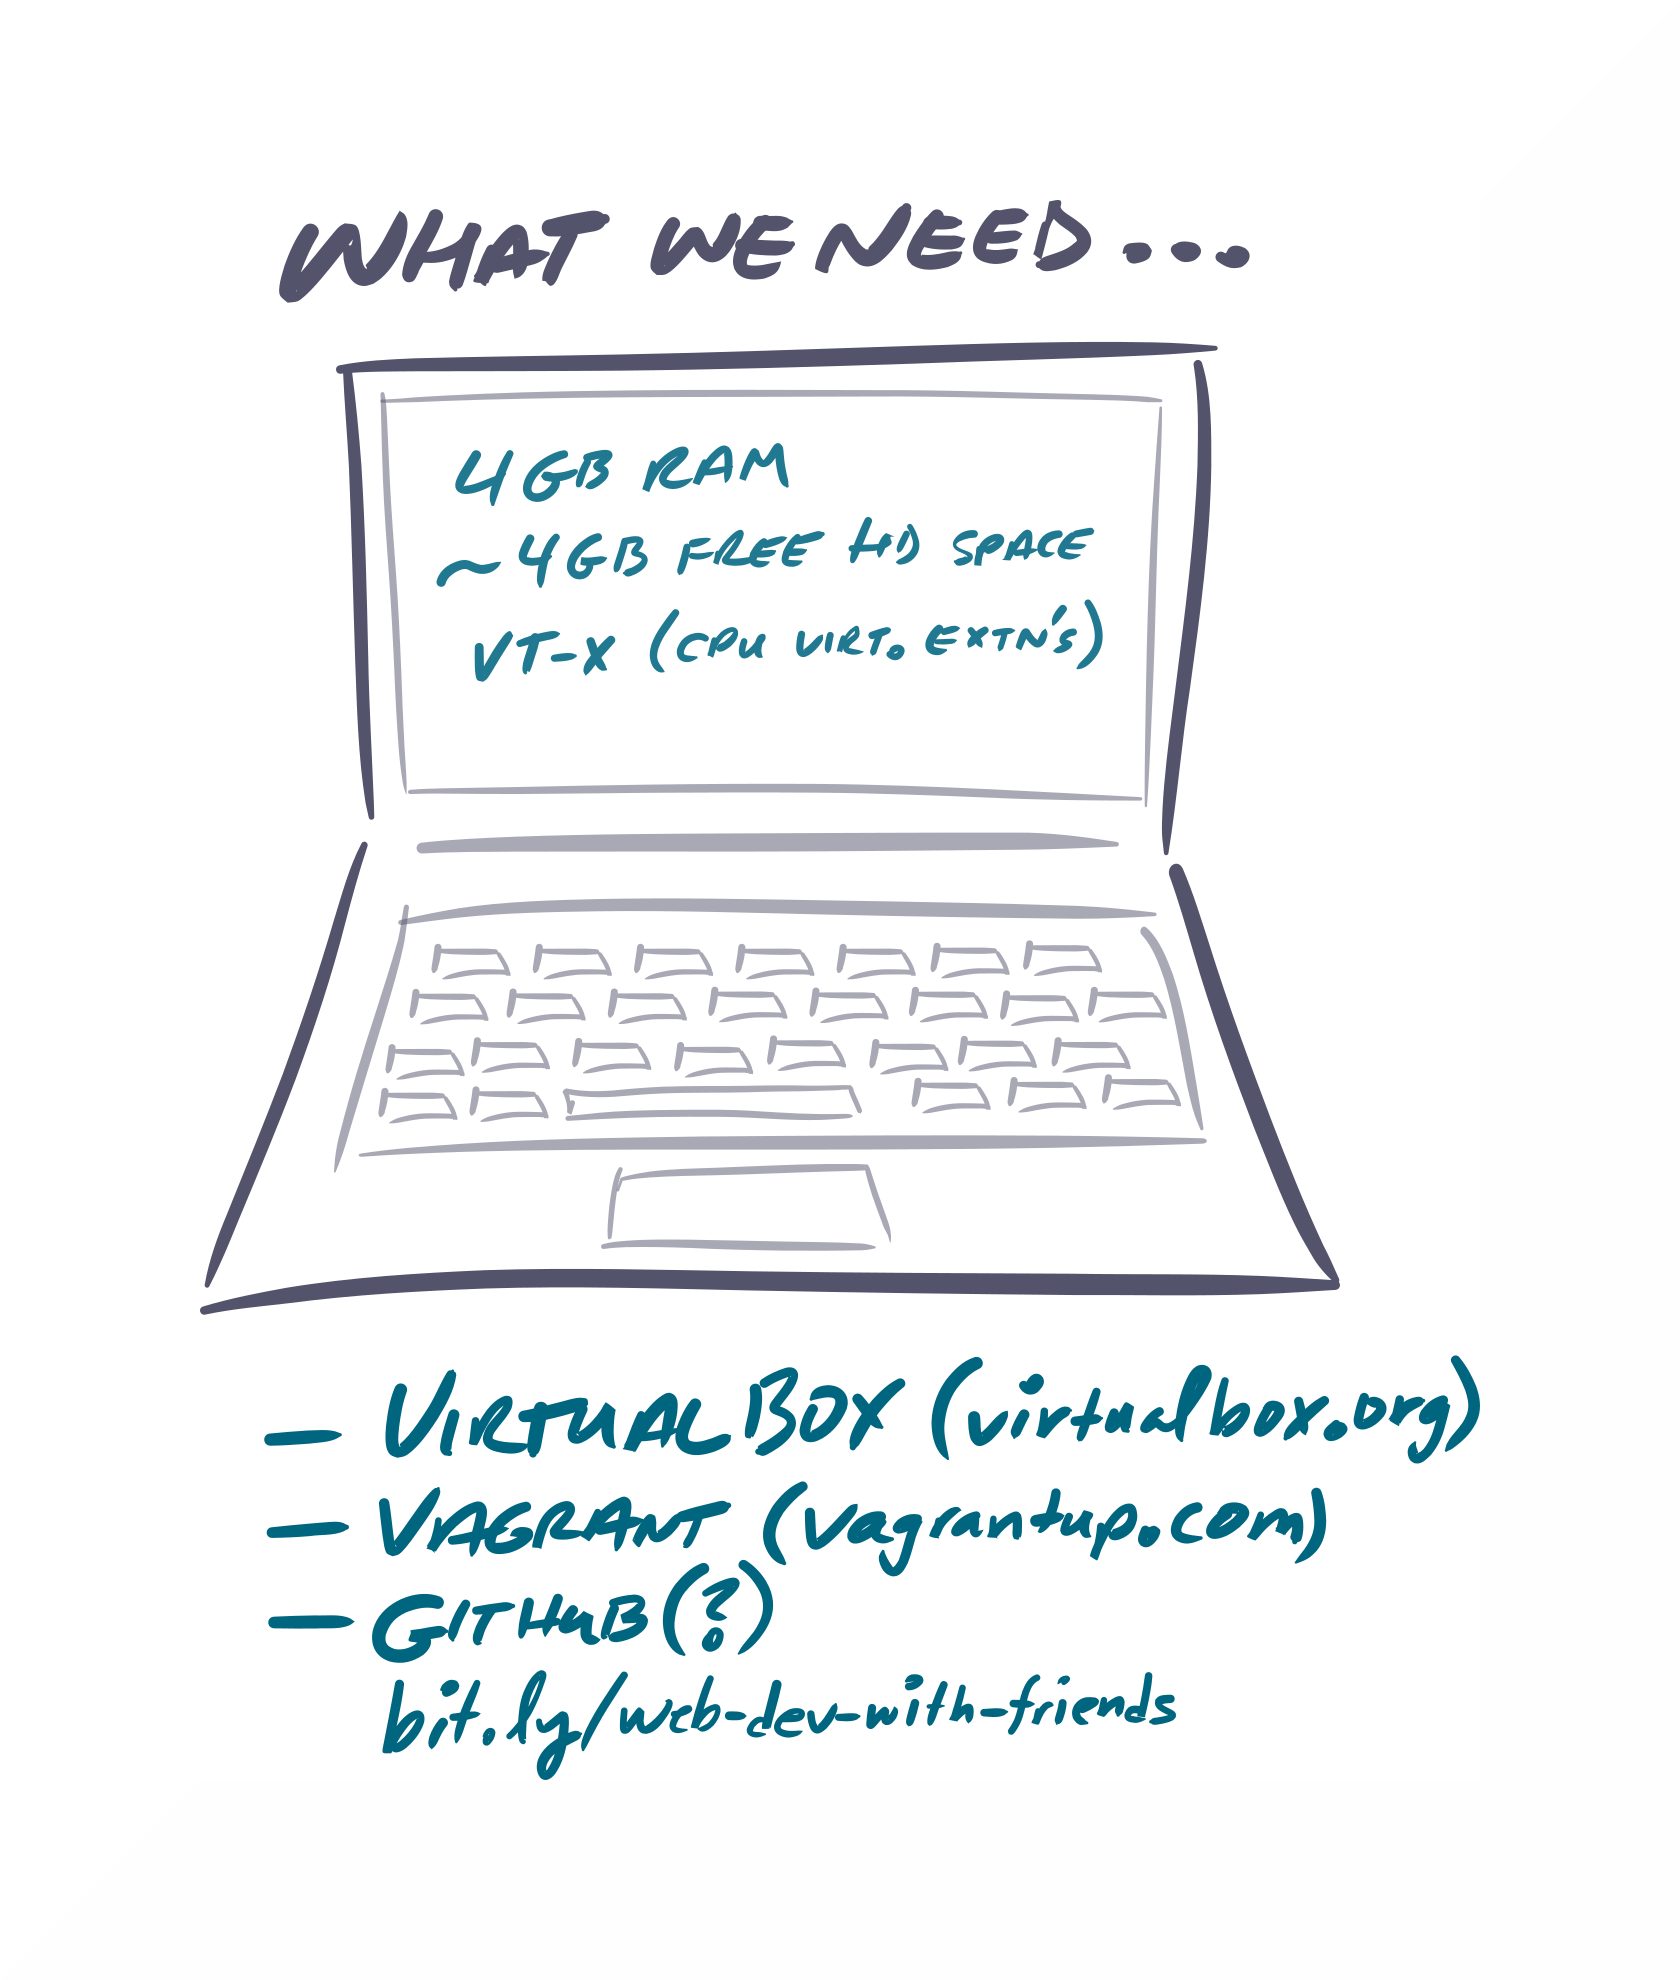 WHAT WE NEED...
4GB RAM
~4GB FREE HD SPACE
VT-X (CPU VIRT. EXTN'S)
- VIRTUALBOX (virtualbox.org)
- VAGRANT (vagrantup.com)
- GITHUB(?)
bit.ly/web-dev-with-friends